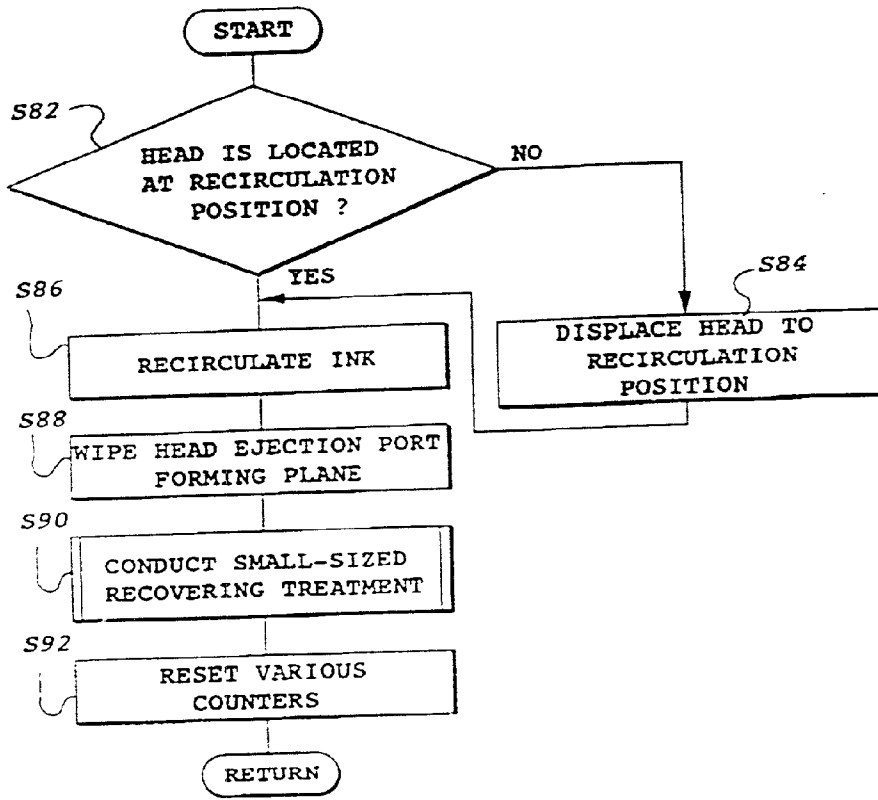 START
S82
HEAD IS LOCATED
AT RECIRCULATION
POSITION ?
NO
YES
S84
DISPLACE HEAD TO
RECIRCULATION
POSITION
S86
RECIRCULATE INK
S88
WIPE HEAD EJECTION PORT
FORMING PLANE
S90
CONDUCT SMALL-SIZED
RECOVERING TREATMENT
S92
RESET VARIOUS
COUNTERS
RETURN